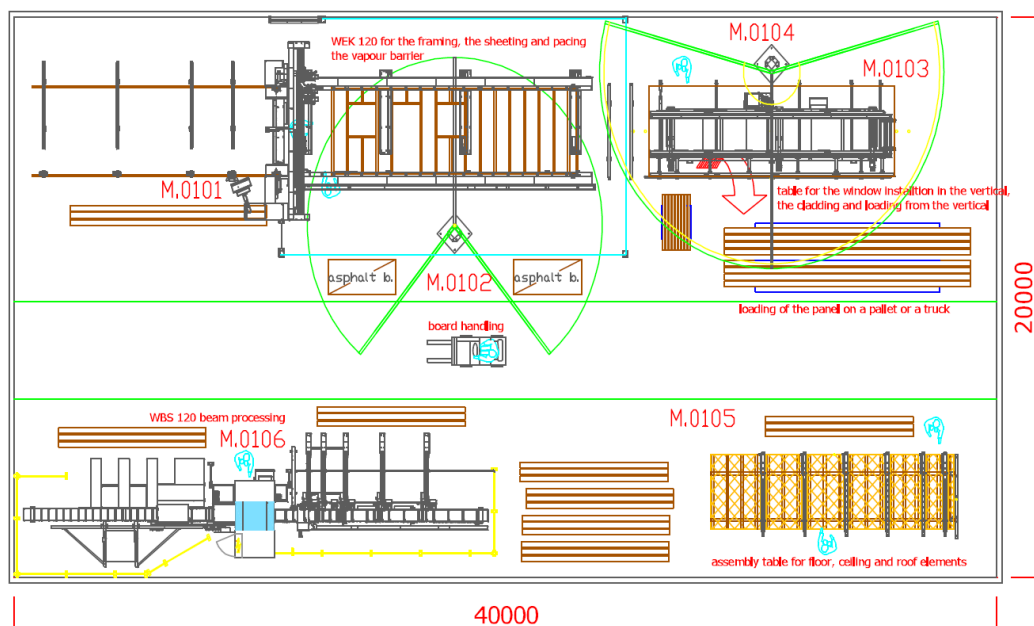 M.0104
WEK 120 for the framing, the sheeting and pacing
the vapour barrier
M.0103
M.0101
table for the window installtion in the vertical,
the cladding and loading from the vertical
asphalt b.
M.0102
asphalt b.
loading of the panel on a pallet or a truck
20000
board handling
WBS 120 beam processing
M.0106
M.0105
assembly table for floor, ceiling and roof elements
40000